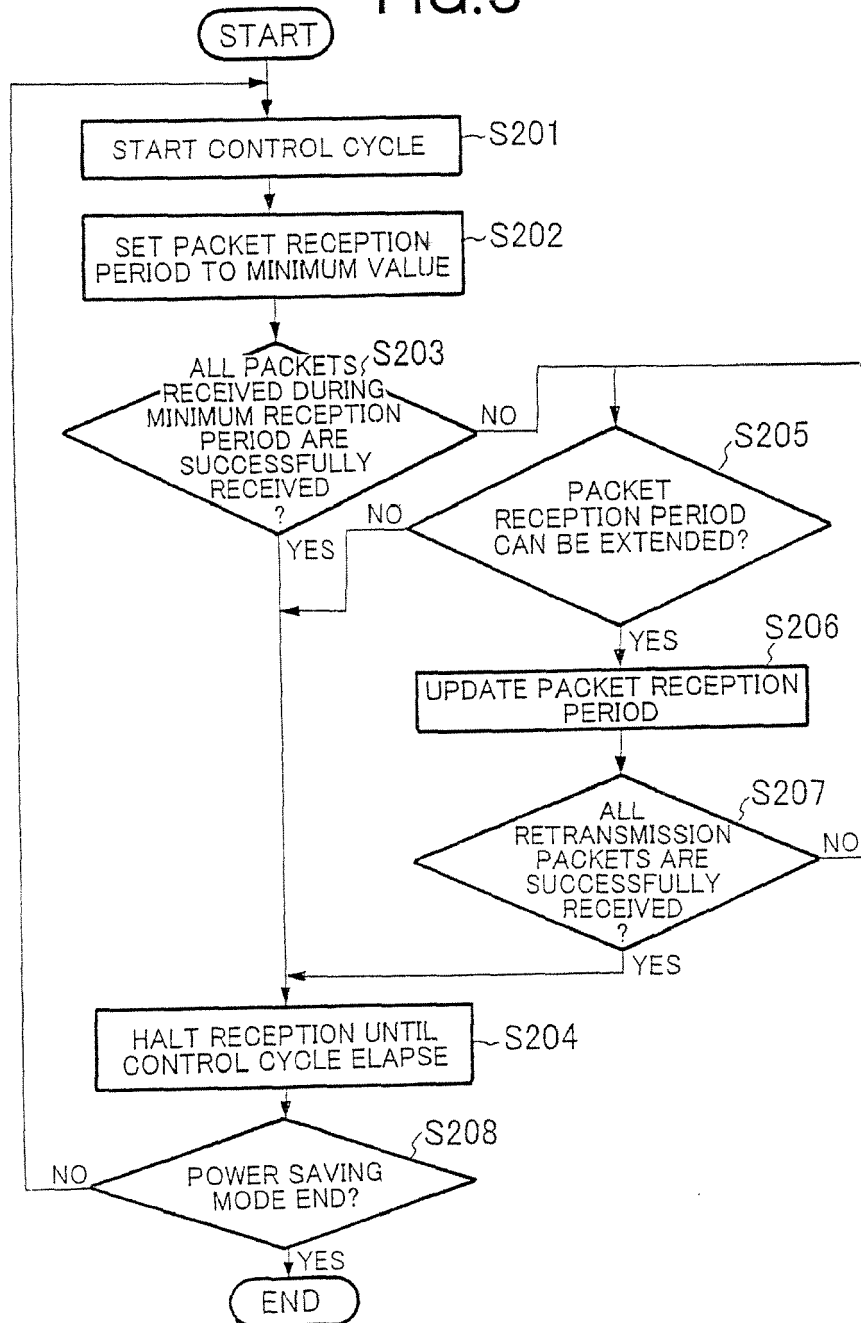 START
START CONTROL CYCLE
S201
SET PACKET RECEPTION
PERIOD TO MINIMUM VALUE
S202
ALL PACKETS
RECEIVED DURING
MINIMUM RECEPTION
PERIOD ARE
SUCCESSFULLY
RECEIVED
?
S203
NO
YES
PACKET
RECEPTION PERIOD
CAN BE EXTENDED?
S205
NO
YES
UPDATE PACKET RECEPTION
PERIOD
S206
ALL
RETRANSMISSION
PACKETS ARE
SUCCESSFULLY
RECEIVED
?
S207
NO
YES
HALT RECEPTION UNTIL
CONTROL CYCLE ELAPSE
S204
POWER SAVING
MODE END?
S208
NO
YES
END